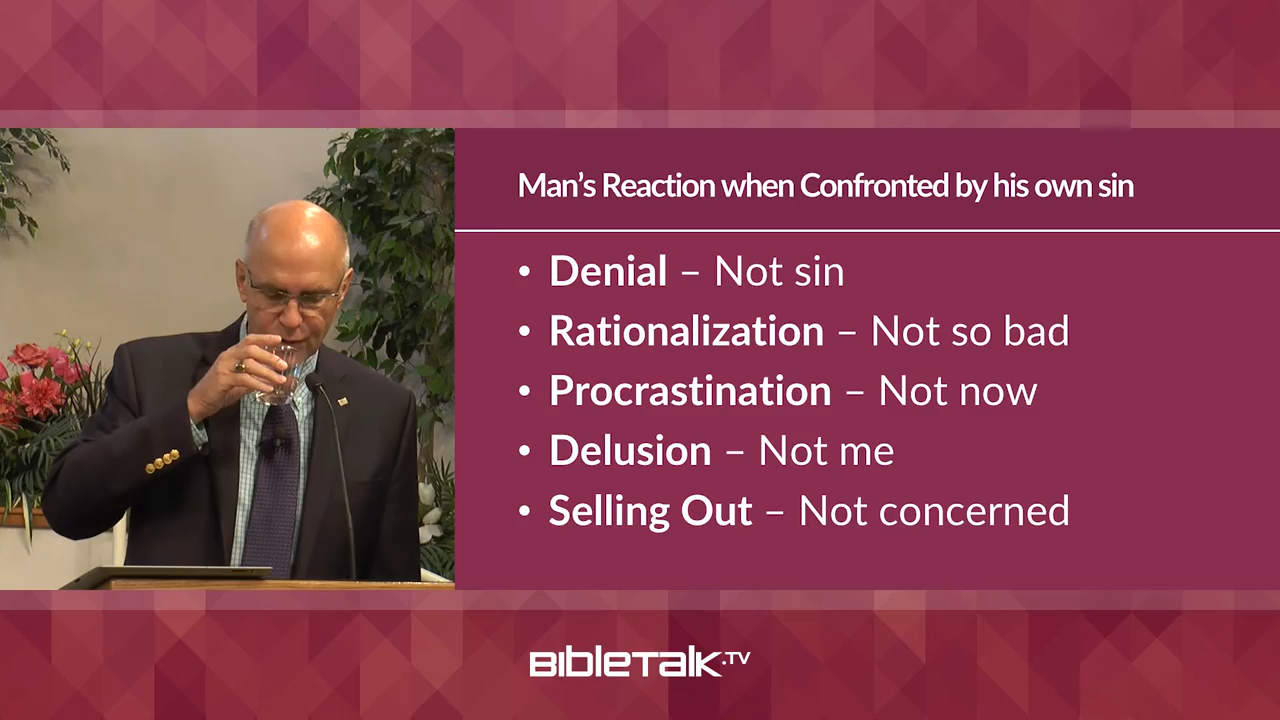 Man's Reaction when Confronted by his own sin
• Denial – Not sin
• Rationalization – Not so bad
• Procrastination – Not now
• Delusion – Not me
• Selling Out – Not concerned
BIBLETALK.TV